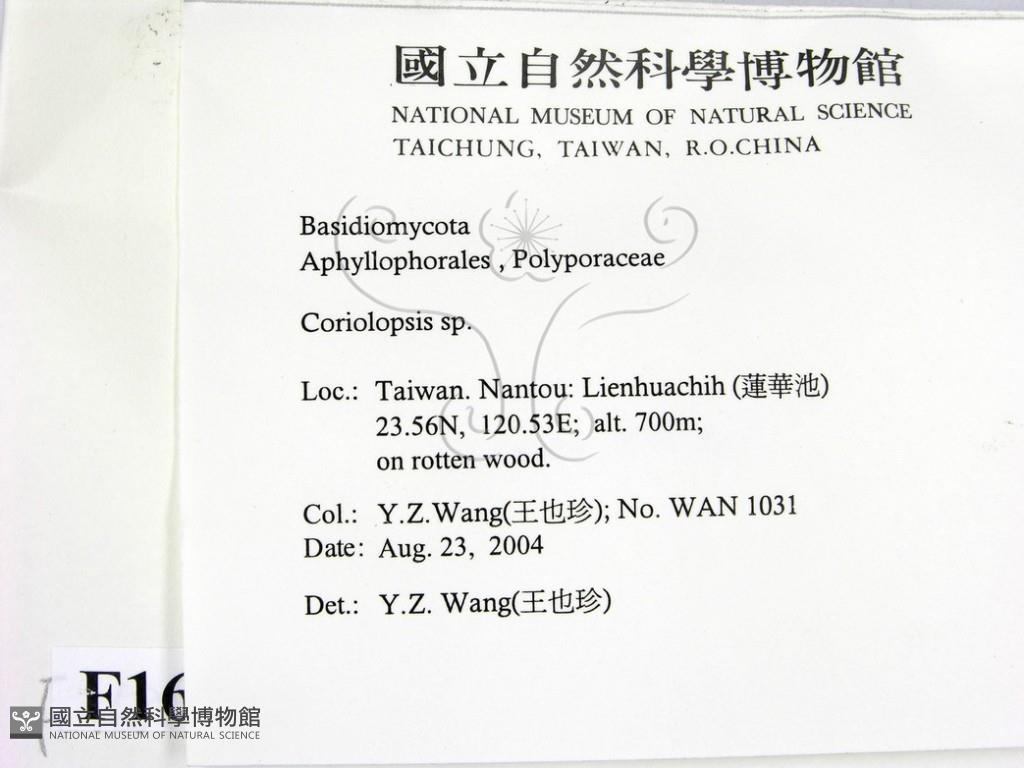 國立自然科學博物館
NATIONAL MUSEUM OF NATURAL SCIENCE
TAICHUNG, TAIWAN, R.O.CHINA
Basidiomycota
Aphyllophorales , Polyporaceae
Coriolopsis sp.
Loc.: Taiwan. Nantou: Lienhuachih (蓮華池)
23.56N, 120.53E; alt. 700m;
on rotten wood.
Col.: Y.Z.Wang(王也珍); No. WAN 1031
Date: Aug. 23, 2004
Det.: Y.Z. Wang(王也珍)
F16
國立自然科學博物館
NATIONAL MUSEUM OF NATURAL SCIENCE